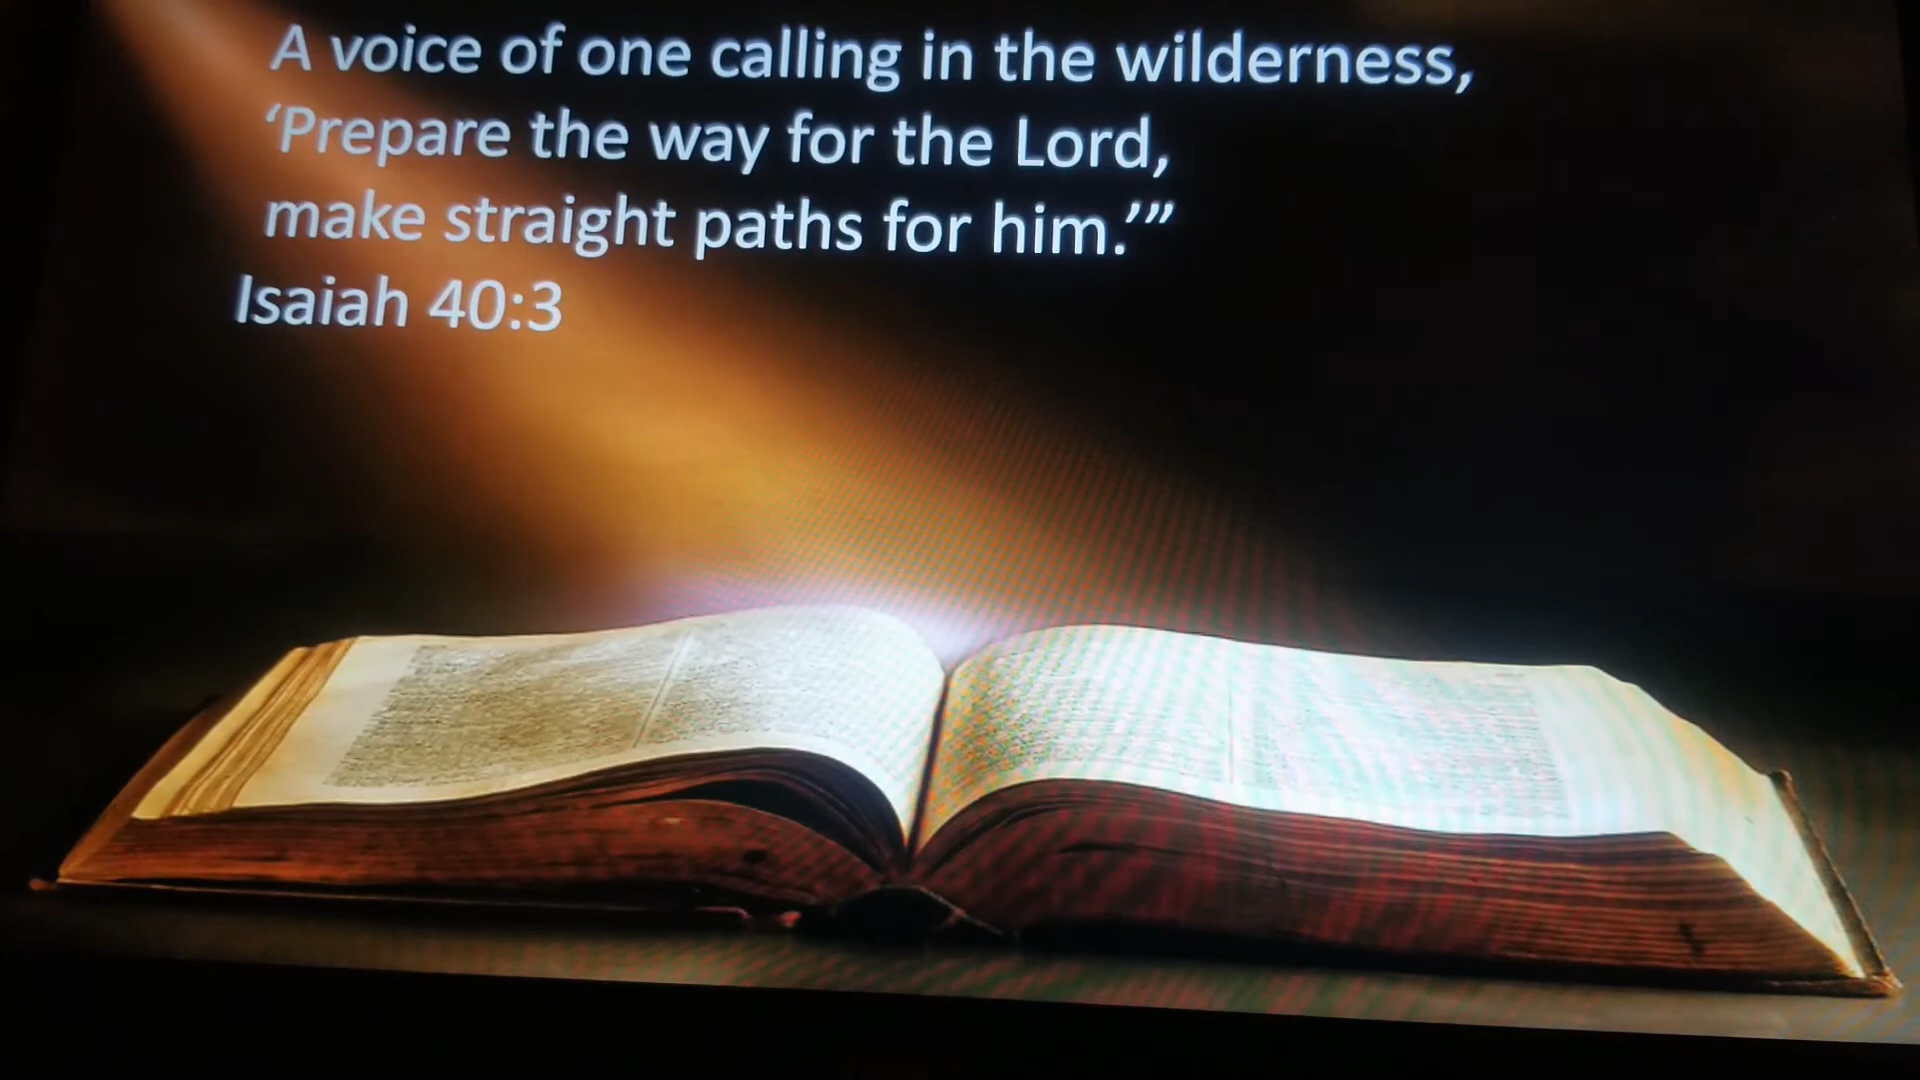 A voice of one calling in the wilderness,
‘Prepare the way for the Lord,
make straight paths for him.’”
Isaiah 40:3